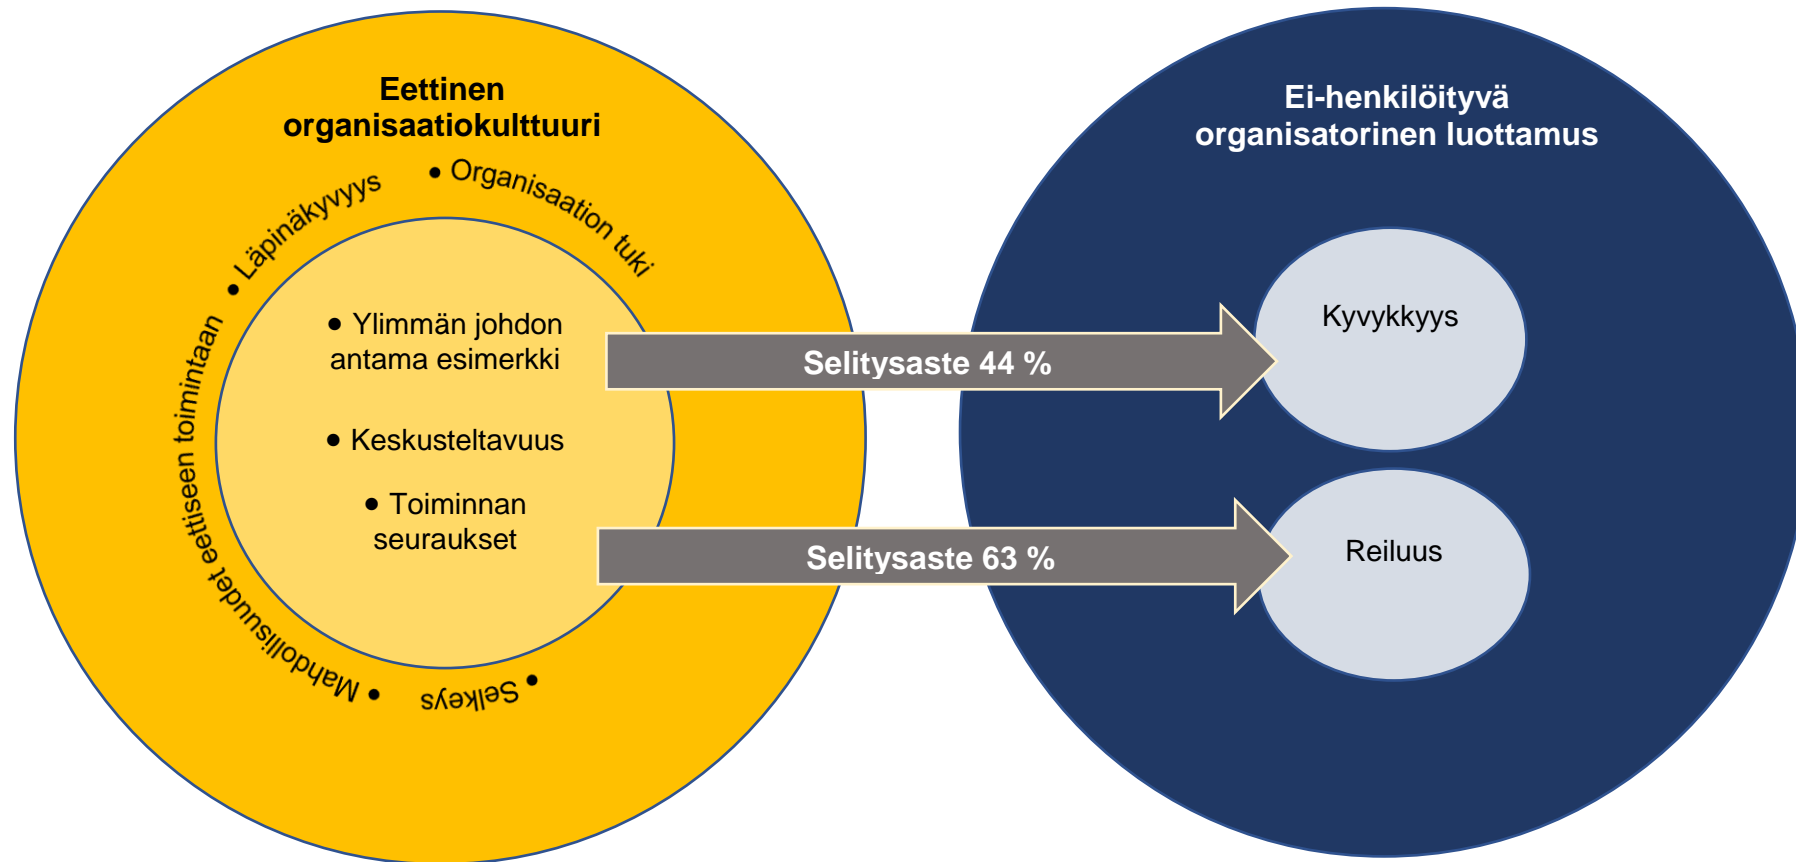 Eettinen
organisaatiokulttuuri
• Selkeys
• Mahdollisuudet eettiseen toimintaan
• Läpinäkyvyys
• Organisaation tuki
• Ylimmän johdon
antama esimerkki
• Keskusteltavuus
• Toiminnan
seuraukset
Selitysaste 44 %
Selitysaste 63 %
Ei-henkilöityvä
organisatorinen luottamus
Kyvykkyys
Reiluus